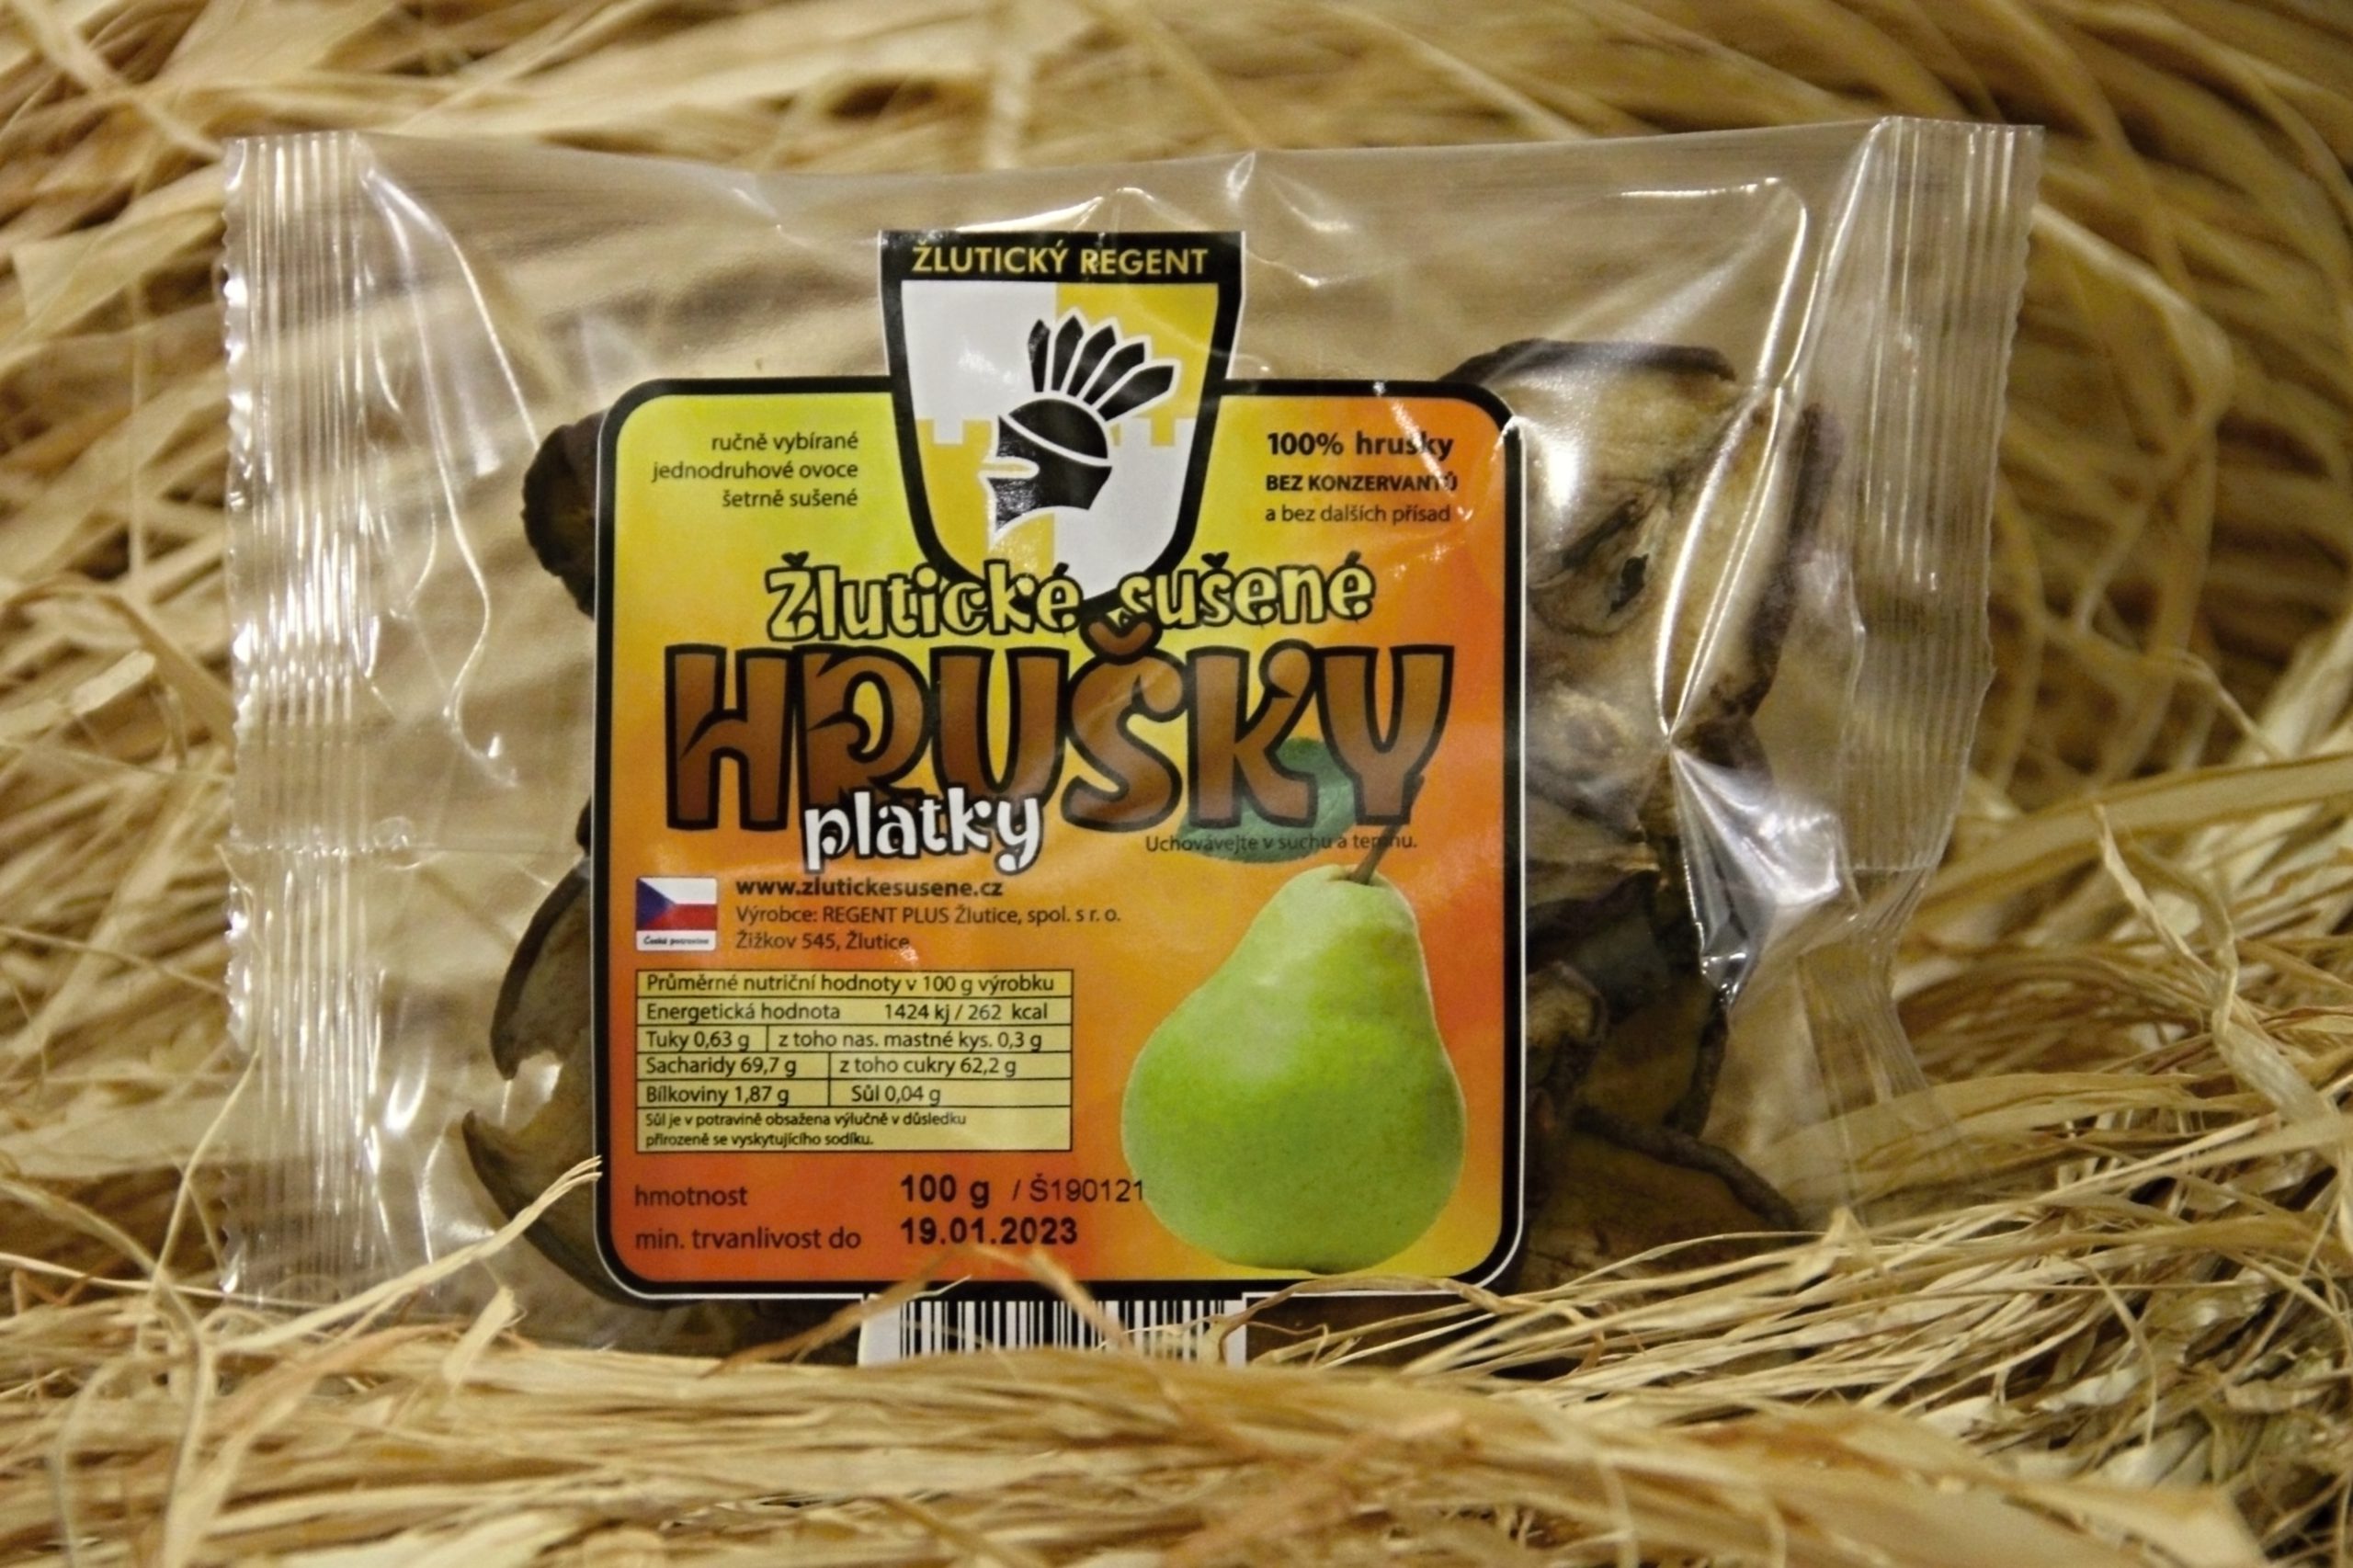 ŽLUTICKÝ REGENT
ručně vybírané
jednodruhové ovoce
šetrně sušené
100% hrusky
BEZ KONZERVANTŮ
a bez dalších přísad
Žlutické sušené
HRUŠKY
platky
Uchovávejte v suchu a temnu.
www.zlutickesusene.cz
Výrobce: REGENT PLUS Žlutice, spol. s r. o.
Žižkov 545, Žlutice
České potraviny
Průměrné nutriční hodnoty v 100 g výrobku
Energetická hodnota 1424 kj / 262 kcal
Tuky 0,63 g z toho nas. mastné kys. 0,3 g
Sacharidy 69,7 g z toho cukry 62,2 g
Bílkoviny 1,87 g Sůl 0,04 g
Sůl je v potravině obsažena výlučně v důsledku
přirozeně se vyskytujícího sodíku.
hmotnost 100 g / Š190121
min. trvanlivost do 19.01.2023